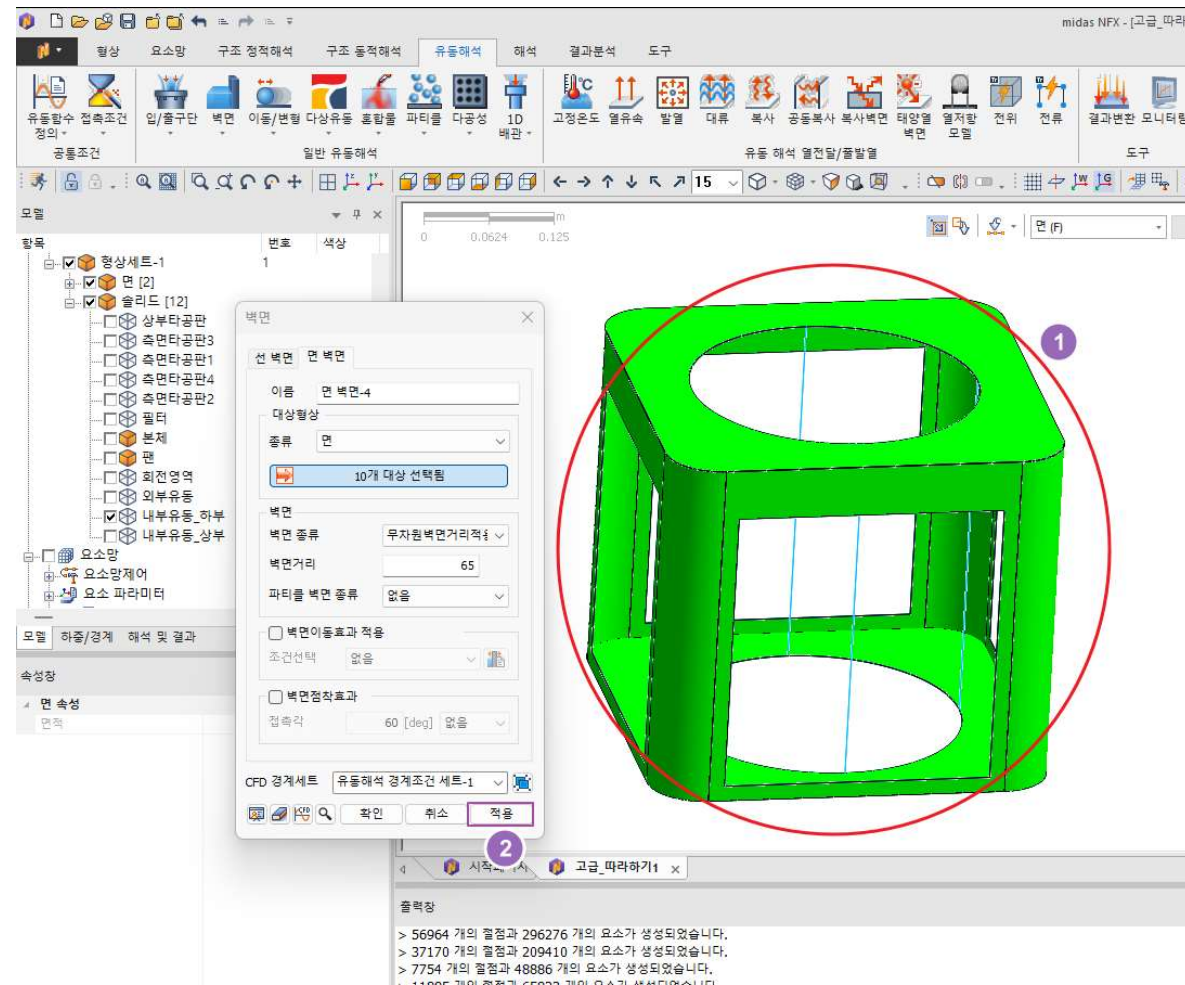 midas NFX - [고급_따라
형상 요소망 구조 정적해석 구조 동적해석 유동해석 해석 결과분석 도구
유동함수 접촉조건 입/출구단 벽면 이동/변형 다상유동 혼합물 파티클 다공성 1D 고정온도 열유속 발열 대류 복사 공동복사 복사벽면 태양열 열저항 전위 전류 결과변환 모니터링
정의 배관 벽면 모델
공통조건 일반 유동해석 유동 해석 열전달/줄발열 도구
15
모델
항목 번호 색상
형상세트-1 1
면 [2]
솔리드 [12]
상부타공판
측면타공판3
측면타공판1
측면타공판4
측면타공판2
필터
본체
팬
회전영역
외부유동
내부유동_하부
내부유동_상부
요소망
요소망제어
요소 파라미터
모델 하중/경계 해석 및 결과
속성창
면 속성
면적
벽면
선 벽면 면 벽면
이름 면 벽면-4
대상형상
종류 면
10개 대상 선택됨
벽면
벽면 종류 무차원벽면거리적용
벽면거리 65
파티클 벽면 종류 없음
벽면이동효과 적용
조건선택 없음
벽면점착효과
접촉각 60 [deg] 없음
CFD 경계세트 유동해석 경계조건 세트-1
확인 취소 적용
2
m
0 0.0624 0.125
면 (F)
1
고급_따라하기1
출력창
> 56964 개의 절점과 296276 개의 요소가 생성되었습니다.
> 37170 개의 절점과 209410 개의 요소가 생성되었습니다.
> 7754 개의 절점과 48886 개의 요소가 생성되었습니다.